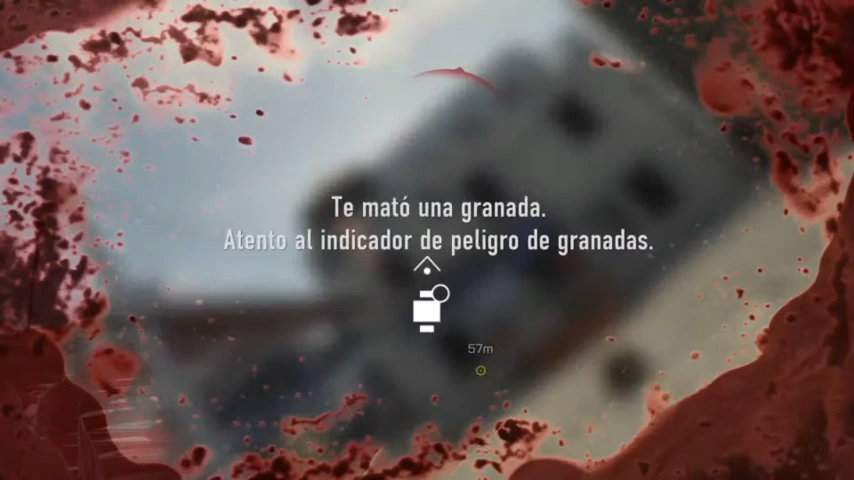 Te mató una granada.
Atento al indicador de peligro de granadas.
57m